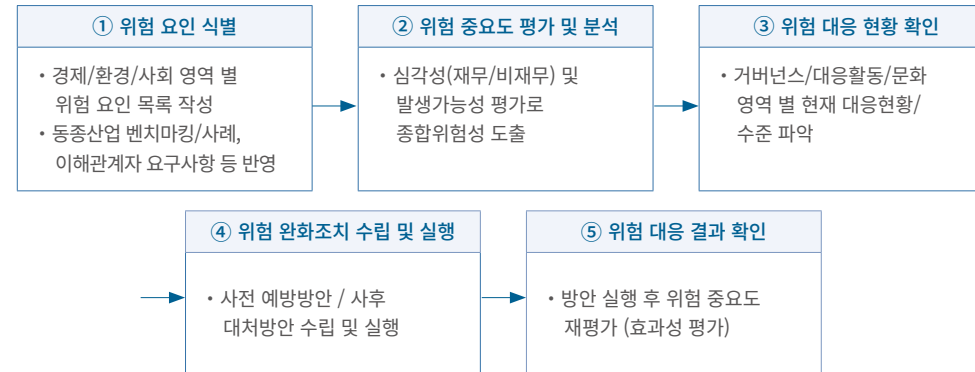 ① 위험 요인 식별
• 경제/환경/사회 영역 별
위험 요인 목록 작성
• 동종산업 벤치마킹/사례,
이해관계자 요구사항 등 반영
② 위험 중요도 평가 및 분석
• 심각성(재무/비재무) 및
발생가능성 평가로
종합위험성 도출
③ 위험 대응 현황 확인
• 거버넌스/대응활동/문화
영역 별 현재 대응현황/
수준 파악
④ 위험 완화조치 수립 및 실행
• 사전 예방방안 / 사후
대처방안 수립 및 실행
⑤ 위험 대응 결과 확인
• 방안 실행 후 위험 중요도
재평가 (효과성 평가)